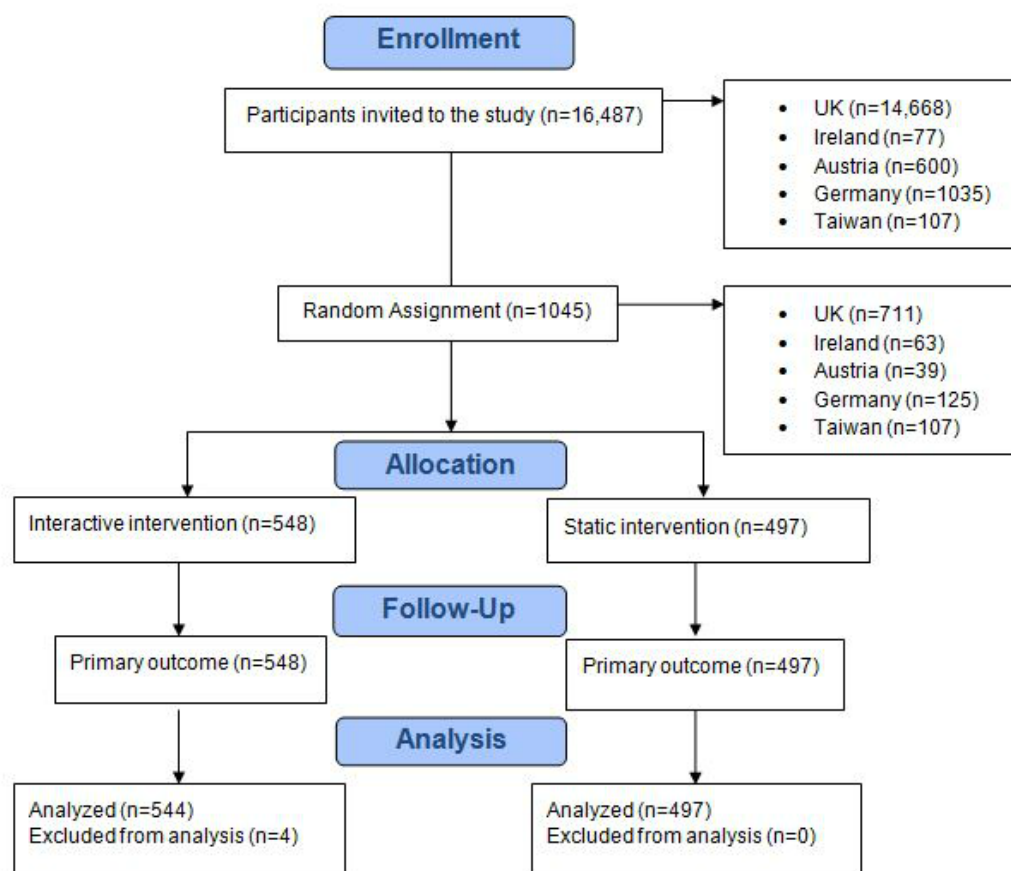 Enrollment
Participants invited to the study (n=16,487)
• UK (n=14,668)
• Ireland (n=77)
• Austria (n=600)
• Germany (n=1035)
• Taiwan (n=107)
Random Assignment (n=1045)
• UK (n=711)
• Ireland (n=63)
• Austria (n=39)
• Germany (n=125)
• Taiwan (n=107)
Allocation
Interactive intervention (n=548)
Static intervention (n=497)
Follow-Up
Primary outcome (n=548)
Primary outcome (n=497)
Analysis
Analyzed (n=544)
Excluded from analysis (n=4)
Analyzed (n=497)
Excluded from analysis (n=0)